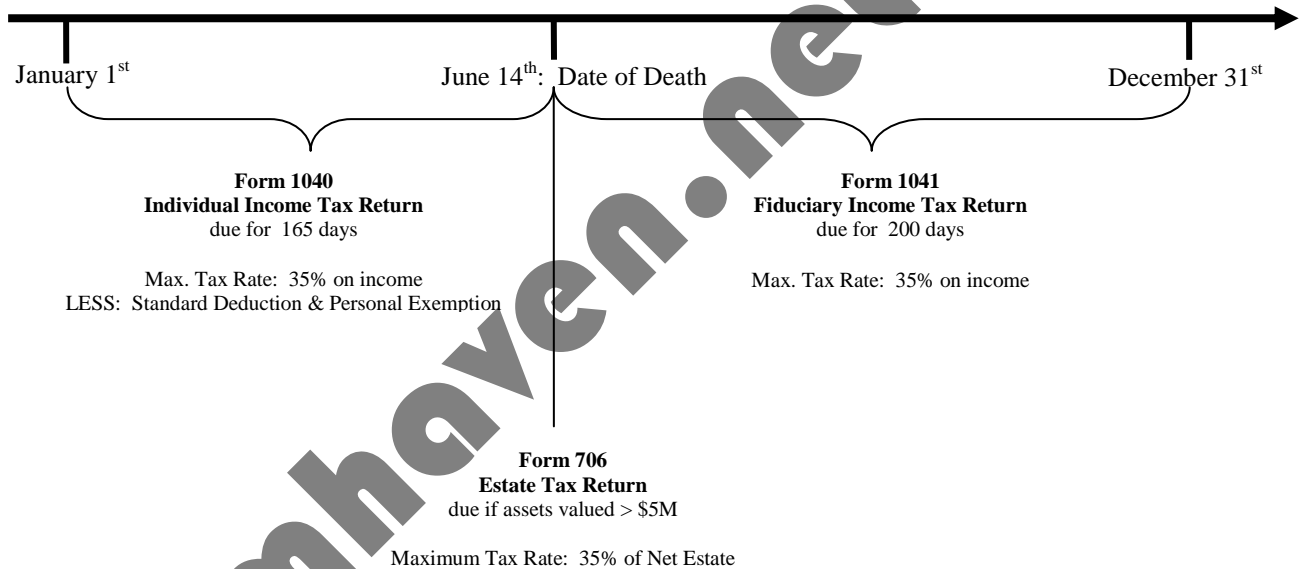 January 1st
June 14th: Date of Death
December 31st
Form 1040
Individual Income Tax Return
due for 165 days
Max. Tax Rate: 35% on income
LESS: Standard Deduction & Personal Exemption
Form 1041
Fiduciary Income Tax Return
due for 200 days
Max. Tax Rate: 35% on income
Form 706
Estate Tax Return
due if assets valued > $5M
Maximum Tax Rate: 35% of Net Estate
mhaven.ne